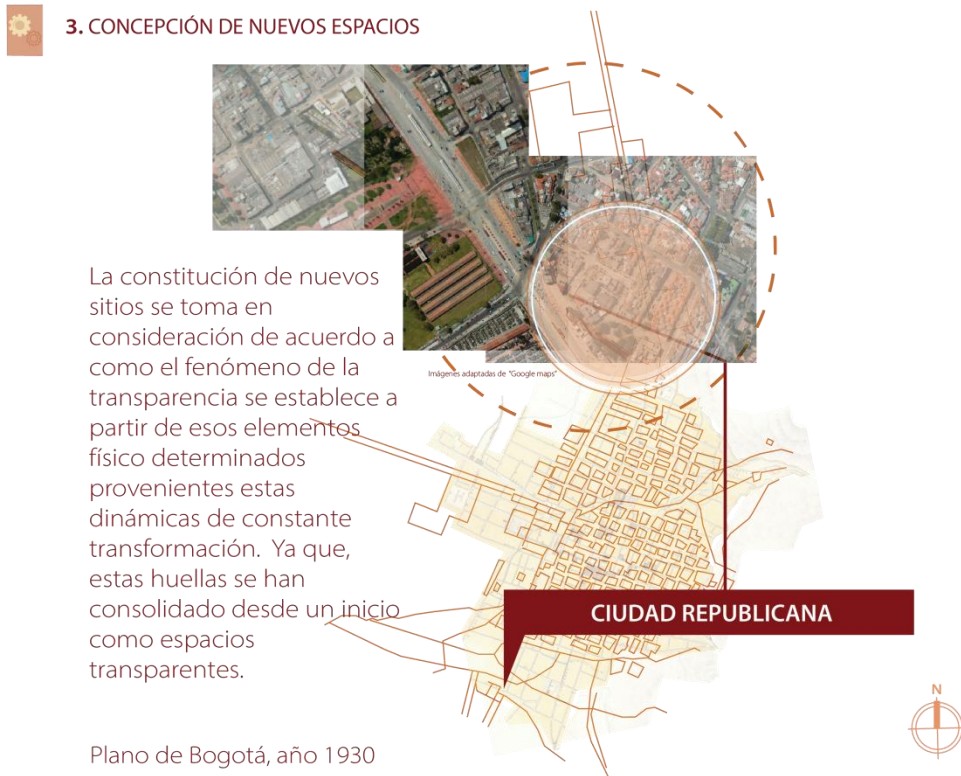 3. CONCEPCIÓN DE NUEVOS ESPACIOS
La constitución de nuevos
sitios se toma en
consideración de acuerdo a
como el fenómeno de la
transparencia se establece a
partir de esos elementos
físico determinados
provenientes estas
dinámicas de constante
transformación. Ya que,
estas huellas se han
consolidado desde un inicio
como espacios
transparentes.
Imágenes adaptadas de "Google maps"
CIUDAD REPUBLICANA
N
Plano de Bogotá, año 1930